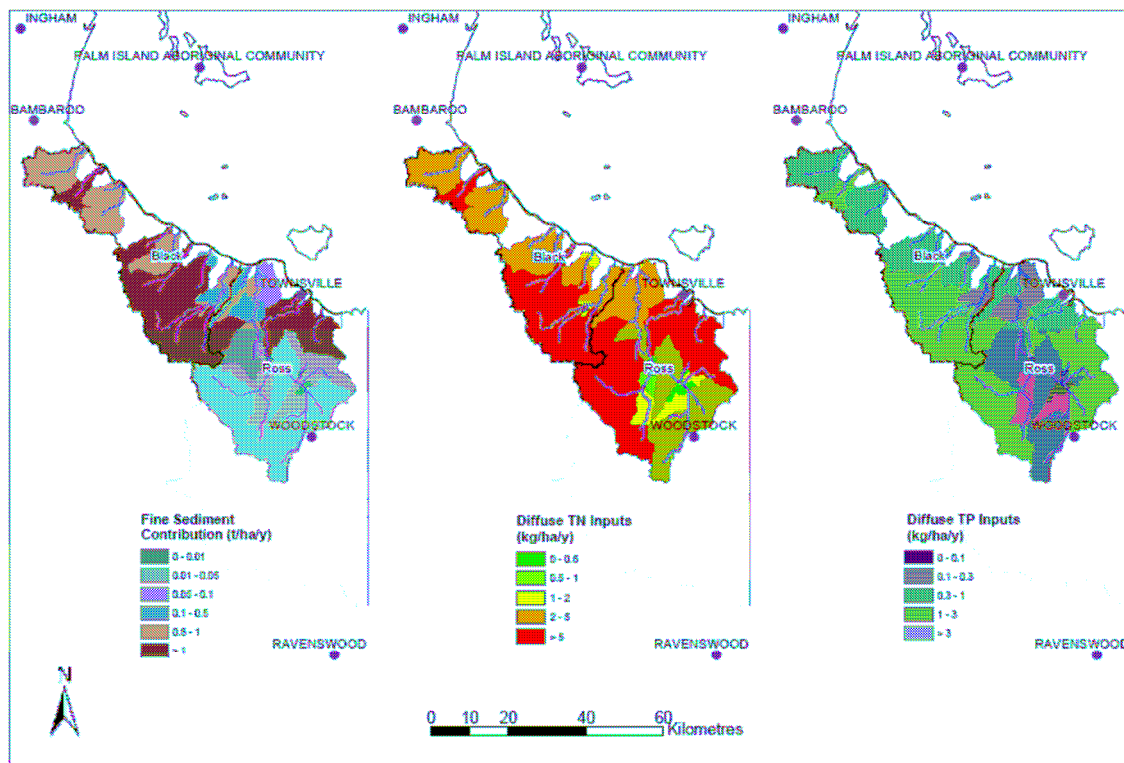 INGHAM
PALM ISLAND ABORIGINAL COMMUNITY
BAMBAROO
Black
TOWNSVILLE
Ross
WOODSTOCK
Fine Sediment
Contribution (t/ha/y)
0 - 0.01
0.01 - 0.05
0.05 - 0.1
0.1 - 0.5
0.5 - 1
> 1
RAVENSWOOD
INGHAM
PALM ISLAND ABORIGINAL COMMUNITY
BAMBAROO
Black
TOWNSVILLE
Ross
WOODSTOCK
Diffuse TN Inputs
(kg/ha/y)
0 - 0.5
0.5 - 1
1 - 2
2 - 5
> 5
RAVENSWOOD
INGHAM
PALM ISLAND ABORIGINAL COMMUNITY
BAMBAROO
Black
TOWNSVILLE
Ross
WOODSTOCK
Diffuse TP Inputs
(kg/ha/y)
0 - 0.1
0.1 - 0.3
0.3 - 1
1 - 3
> 3
RAVENSWOOD
N
0 10 20 40 60
Kilometres